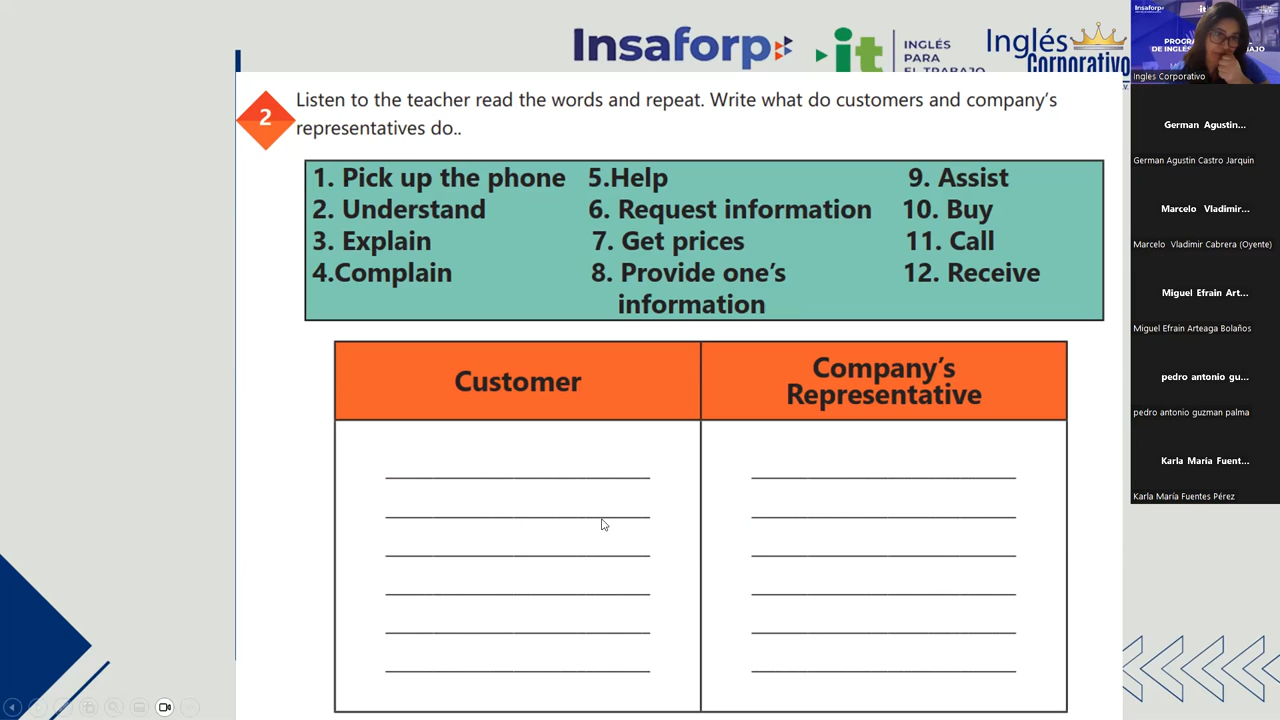 Insaforp
it
INGLÉS
PARA
EL TRABAJO
Inglés
Corporativo
2
Listen to the teacher read the words and repeat. Write what do customers and company's
representatives do..
1. Pick up the phone
2. Understand
3. Explain
4.Complain
5.Help
6. Request information
7. Get prices
8. Provide one's
information
9. Assist
10. Buy
11. Call
12. Receive
Customer
Company's
Representative
Insaforp
it
Ingles Corporativo
German Agustin...
German Agustin Castro Jarquin
Marcelo Vladimir...
Marcelo Vladimir Cabrera (Oyente)
Miguel Efrain Art...
Miguel Efrain Arteaga Bolaños
pedro antonio gu...
pedro antonio guzman palma
Karla María Fuent...
Karla María Fuentes Pérez